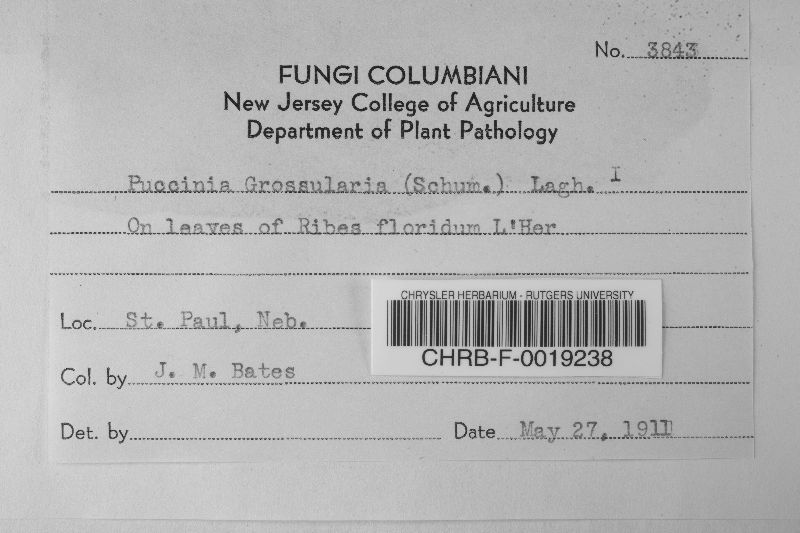 No. 3843
FUNGI COLUMBIANI
New Jersey College of Agriculture
Department of Plant Pathology
Puccinia Grossularia (Schum.) Lagh. I
On leaves of Ribes floridum L'Her
CHRYSLER HERBARIUM - RUTGERS UNIVERSITY
Loc. St. Paul, Neb.
CHRB-F-0019238
Col. by J. M. Bates
Det. by
Date May 27, 1911